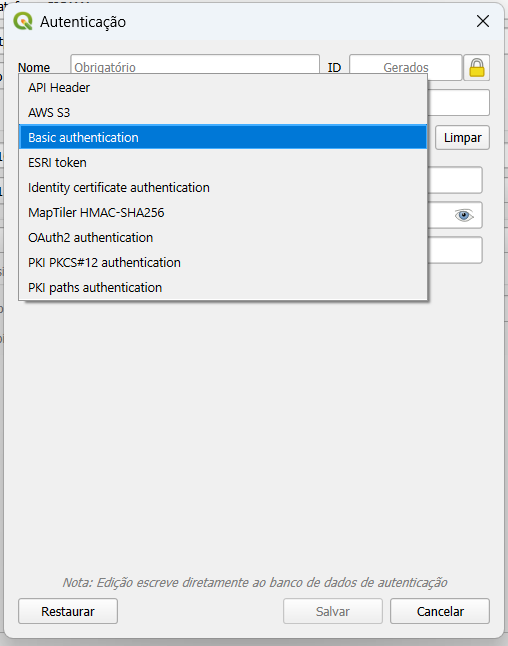 Autenticação
Nome Obrigatório ID Gerados
API Header
AWS S3
Basic authentication
Limpar
ESRI token
Identity certificate authentication
MapTiler HMAC-SHA256
OAuth2 authentication
PKI PKCS#12 authentication
PKI paths authentication
Nota: Edição escreve diretamente ao banco de dados de autenticação
Restaurar Salvar Cancelar